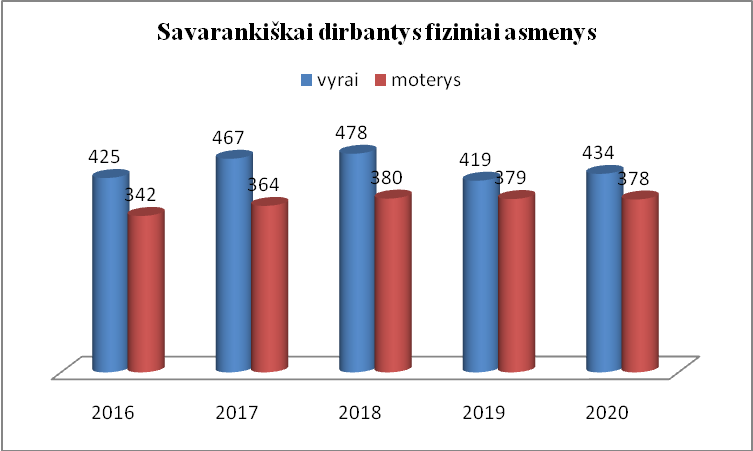 Savarankiškai dirbantys fiziniai asmenys
vyrai moterys
425 342 467 364 478 380 419 379 434 378
2016 2017 2018 2019 2020